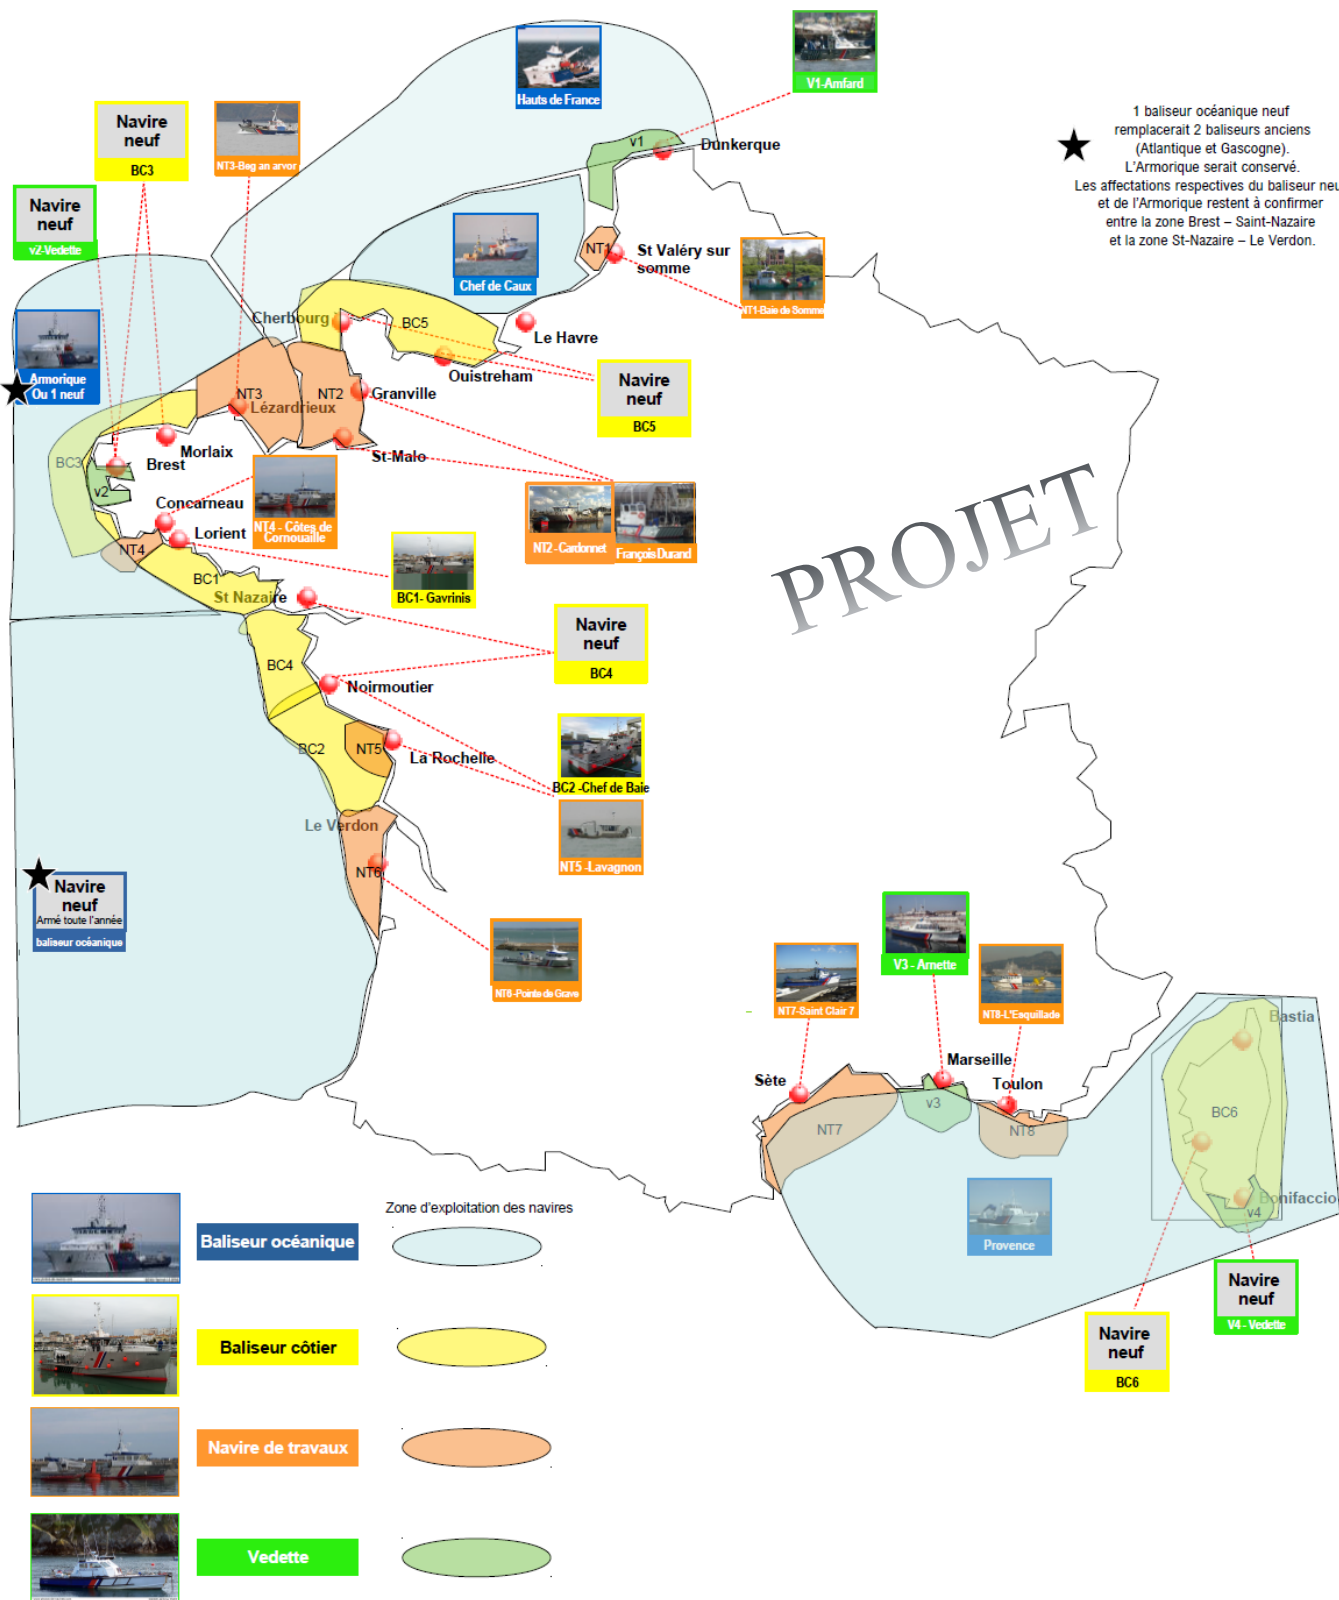 Hauts de France
V1-Amfard
1 baliseur océanique neuf
remplacerait 2 baliseurs anciens
(Atlantique et Gascogne).
L'Armorique serait conservé.
Les affectations respectives du baliseur neu
et de l'Armorique restent à confirmer
entre la zone Brest – Saint-Nazaire
et la zone St-Nazaire – Le Verdon.
Navire
neuf
BC3
NT3-Beg an arvor
v1
Dunkerque
Navire
neuf
v2-Vedette
Chef de Caux
NT1
St Valéry sur
somme
NT1-Baie de Somme
Cherbourg
BC5
Le Havre
Ouistreham
Armorique
Ou 1 neuf
Navire
neuf
BC5
NT3
NT2
Granville
Lézardrieux
Morlaix
St-Malo
BC3
Brest
v2
Concarneau
NT4 - Côtes de
Cornouaille
Lorient
NT2 - Cardonnet
François Durand
NT4
BC1
BC1- Gavrinis
St Nazaire
Navire
neuf
BC4
BC4
Noirmoutier
BC2
NT5
La Rochelle
BC2 -Chef de Baie
Le Verdon
NT5 -Lavagnon
NT6
Navire
neuf
Armé toute l'année
baliseur océanique
NT6 -Pointe de Grave
PROJET
V3 - Arnette
NT7-Saint Clair 7
NT8-L'Esquillade
Bastia
Marseille
Sète
Toulon
v3
NT7
NT8
BC6
Bonifaccio
v4
Provence
Navire
neuf
V4 - Vedette
Navire
neuf
BC6
Zone d'exploitation des navires
Baliseur océanique
Baliseur côtier
Navire de travaux
Vedette